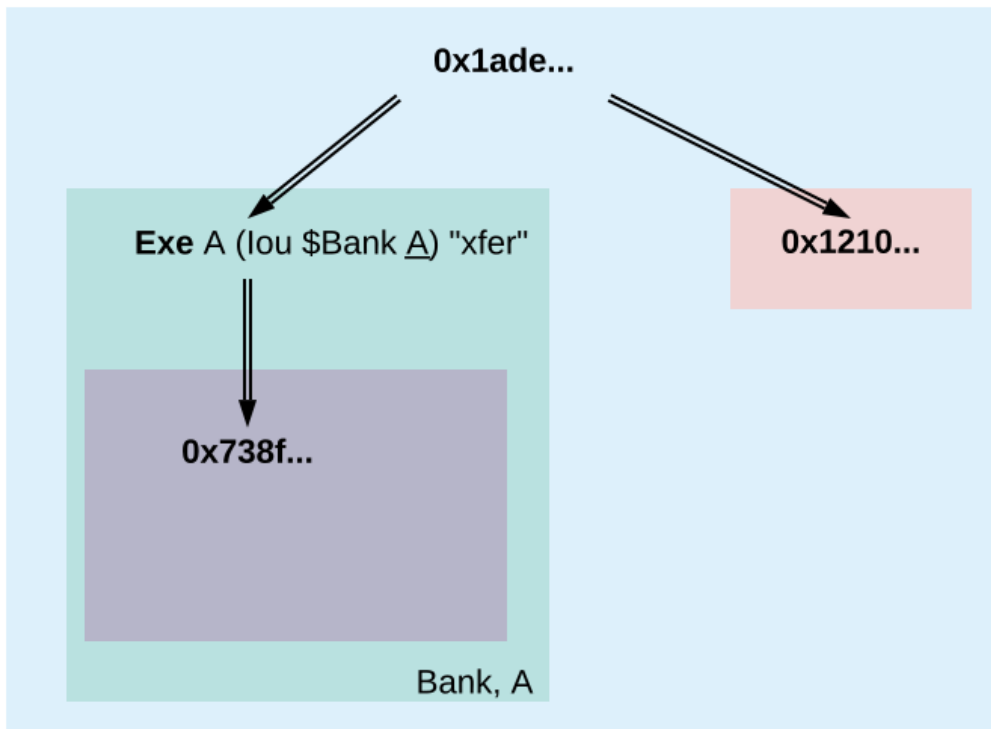 0x1ade...
Exe A (Iou $Bank A) "xfer"
0x1210...
0x738f...
Bank, A